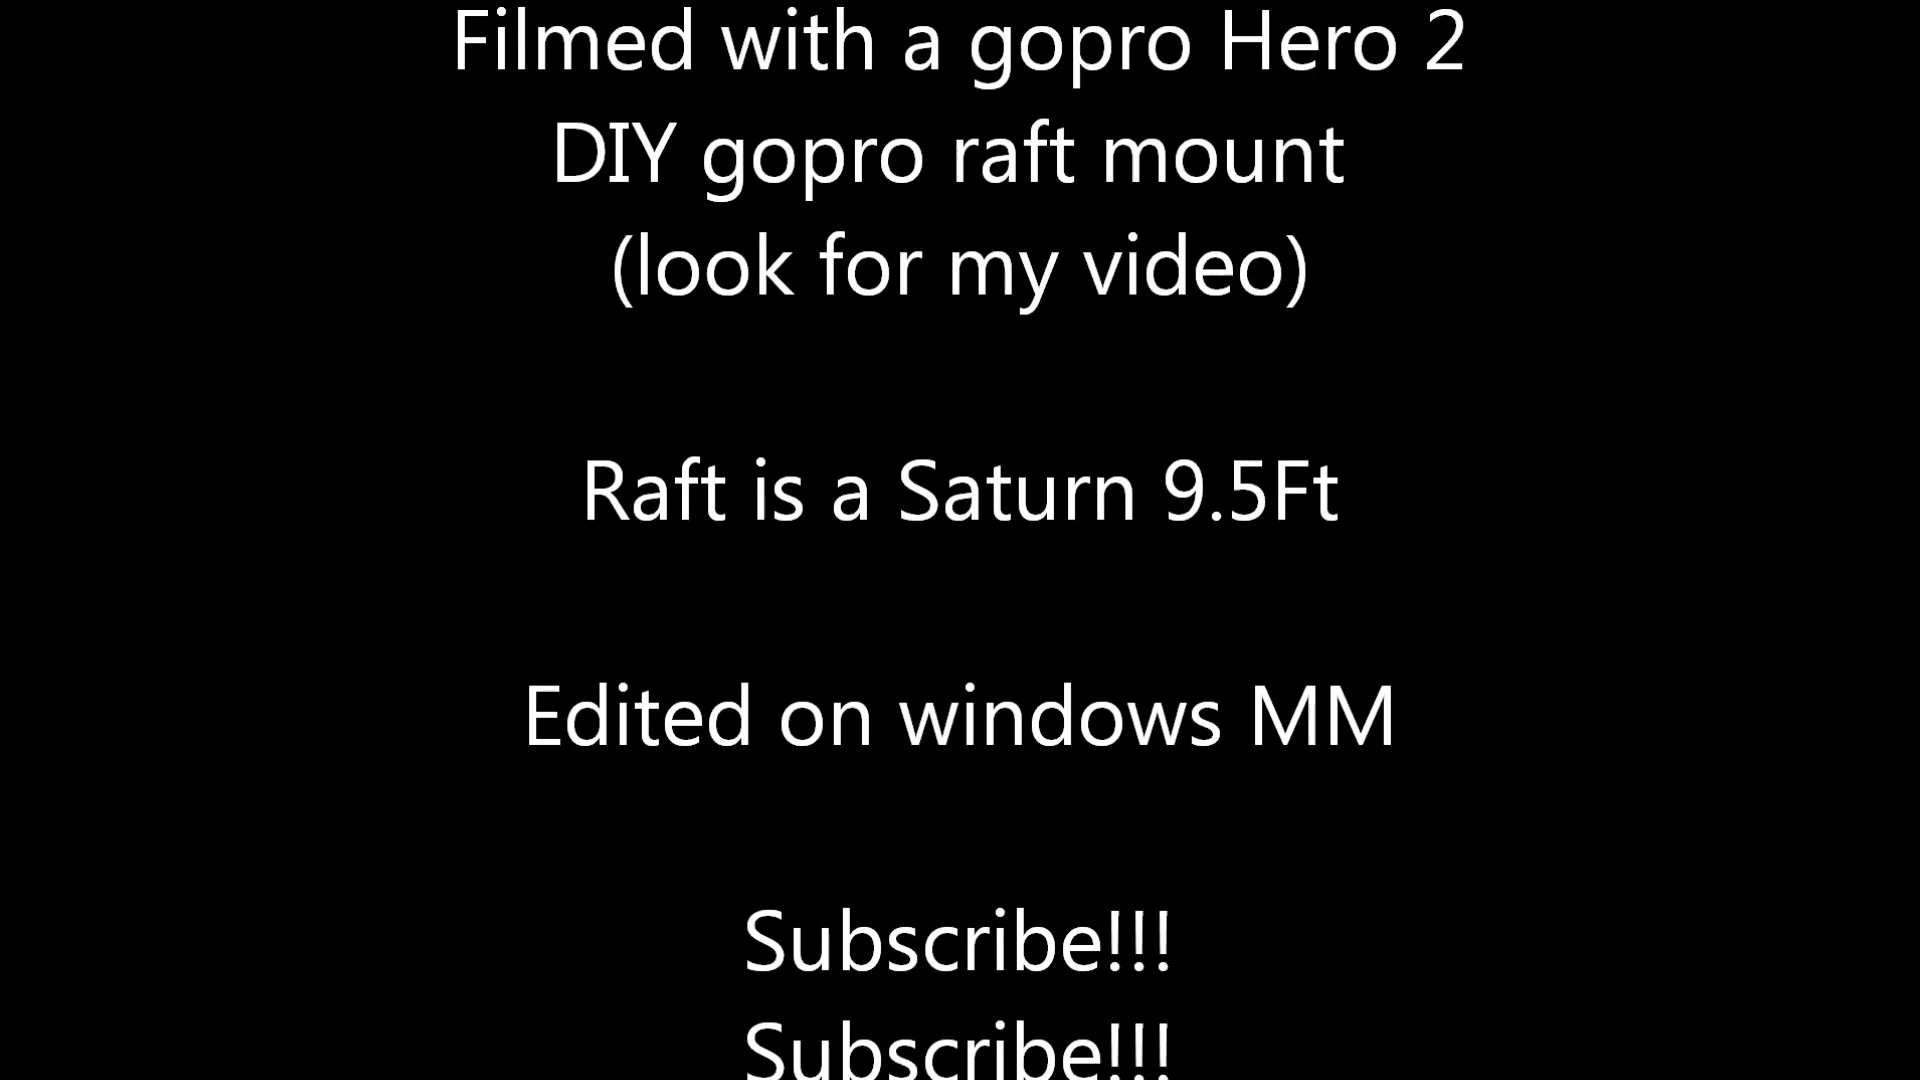 Filmed with a gopro Hero 2
DIY gopro raft mount
(look for my video)
Raft is a Saturn 9.5Ft
Edited on windows MM
Subscribe!!!
Subscribe!!!